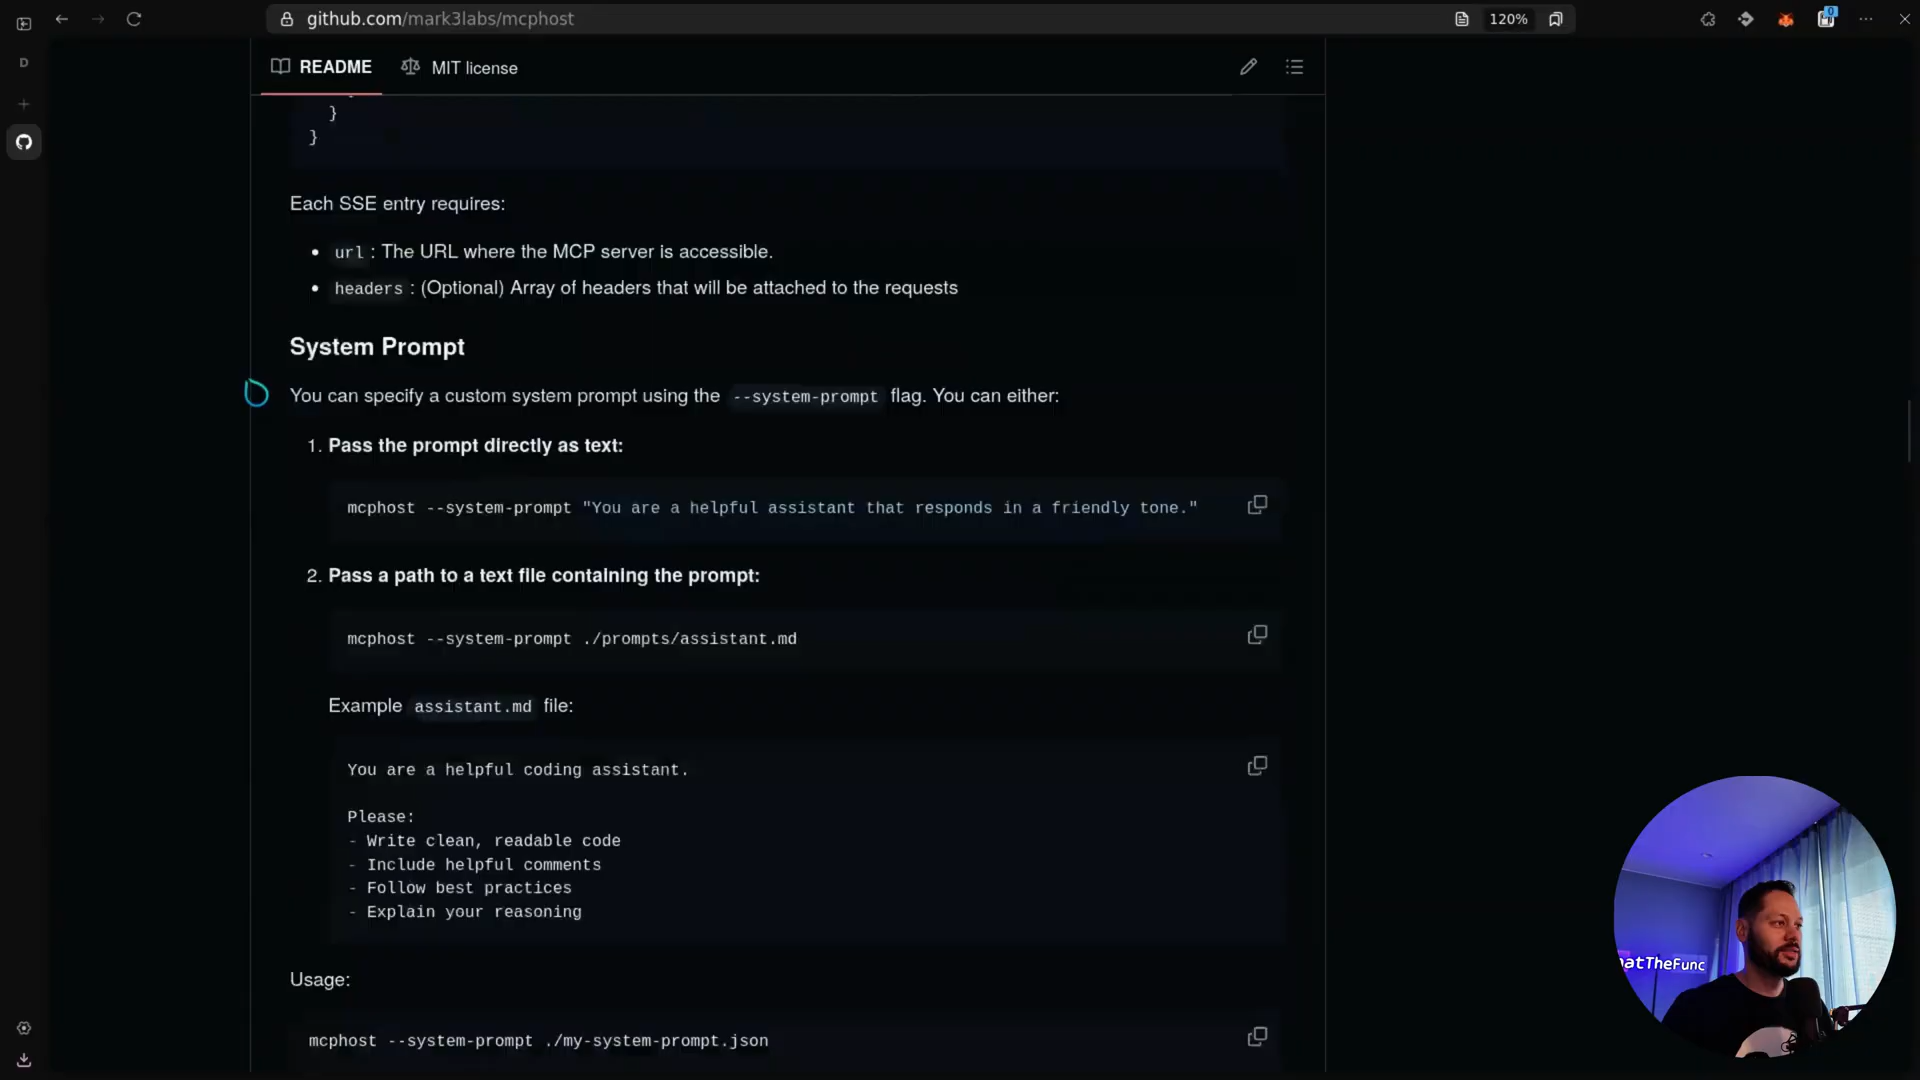 github.com/mark3labs/mcphost
120%
0
D
README
MIT license
}
}
Each SSE entry requires:
url : The URL where the MCP server is accessible.
headers : (Optional) Array of headers that will be attached to the requests
System Prompt
You can specify a custom system prompt using the --system-prompt flag. You can either:
1. Pass the prompt directly as text:
mcphost --system-prompt "You are a helpful assistant that responds in a friendly tone."
2. Pass a path to a text file containing the prompt:
mcphost --system-prompt ./prompts/assistant.md
Example assistant.md file:
You are a helpful coding assistant.
Please:
- Write clean, readable code
- Include helpful comments
- Follow best practices
- Explain your reasoning
Usage:
mcphost --system-prompt ./my-system-prompt.json
atTheFunc